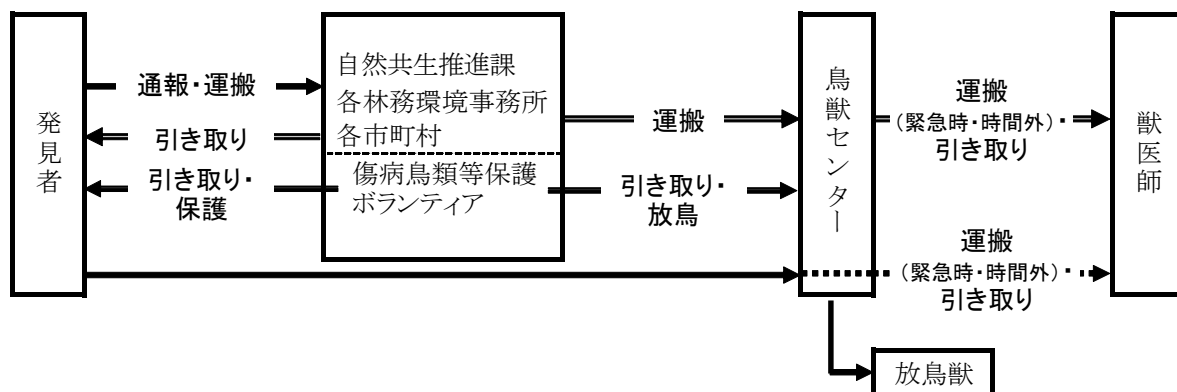 発見者
通報・運搬
引き取り
引き取り・
保護
自然共生推進課
各林務環境事務所
各市町村
傷病鳥類等保護
ボランティア
運搬
引き取り・
放鳥
鳥獣センター
運搬
（緊急時・時間外）・
引き取り
運搬
（緊急時・時間外）・
引き取り
獣医師
放鳥獣